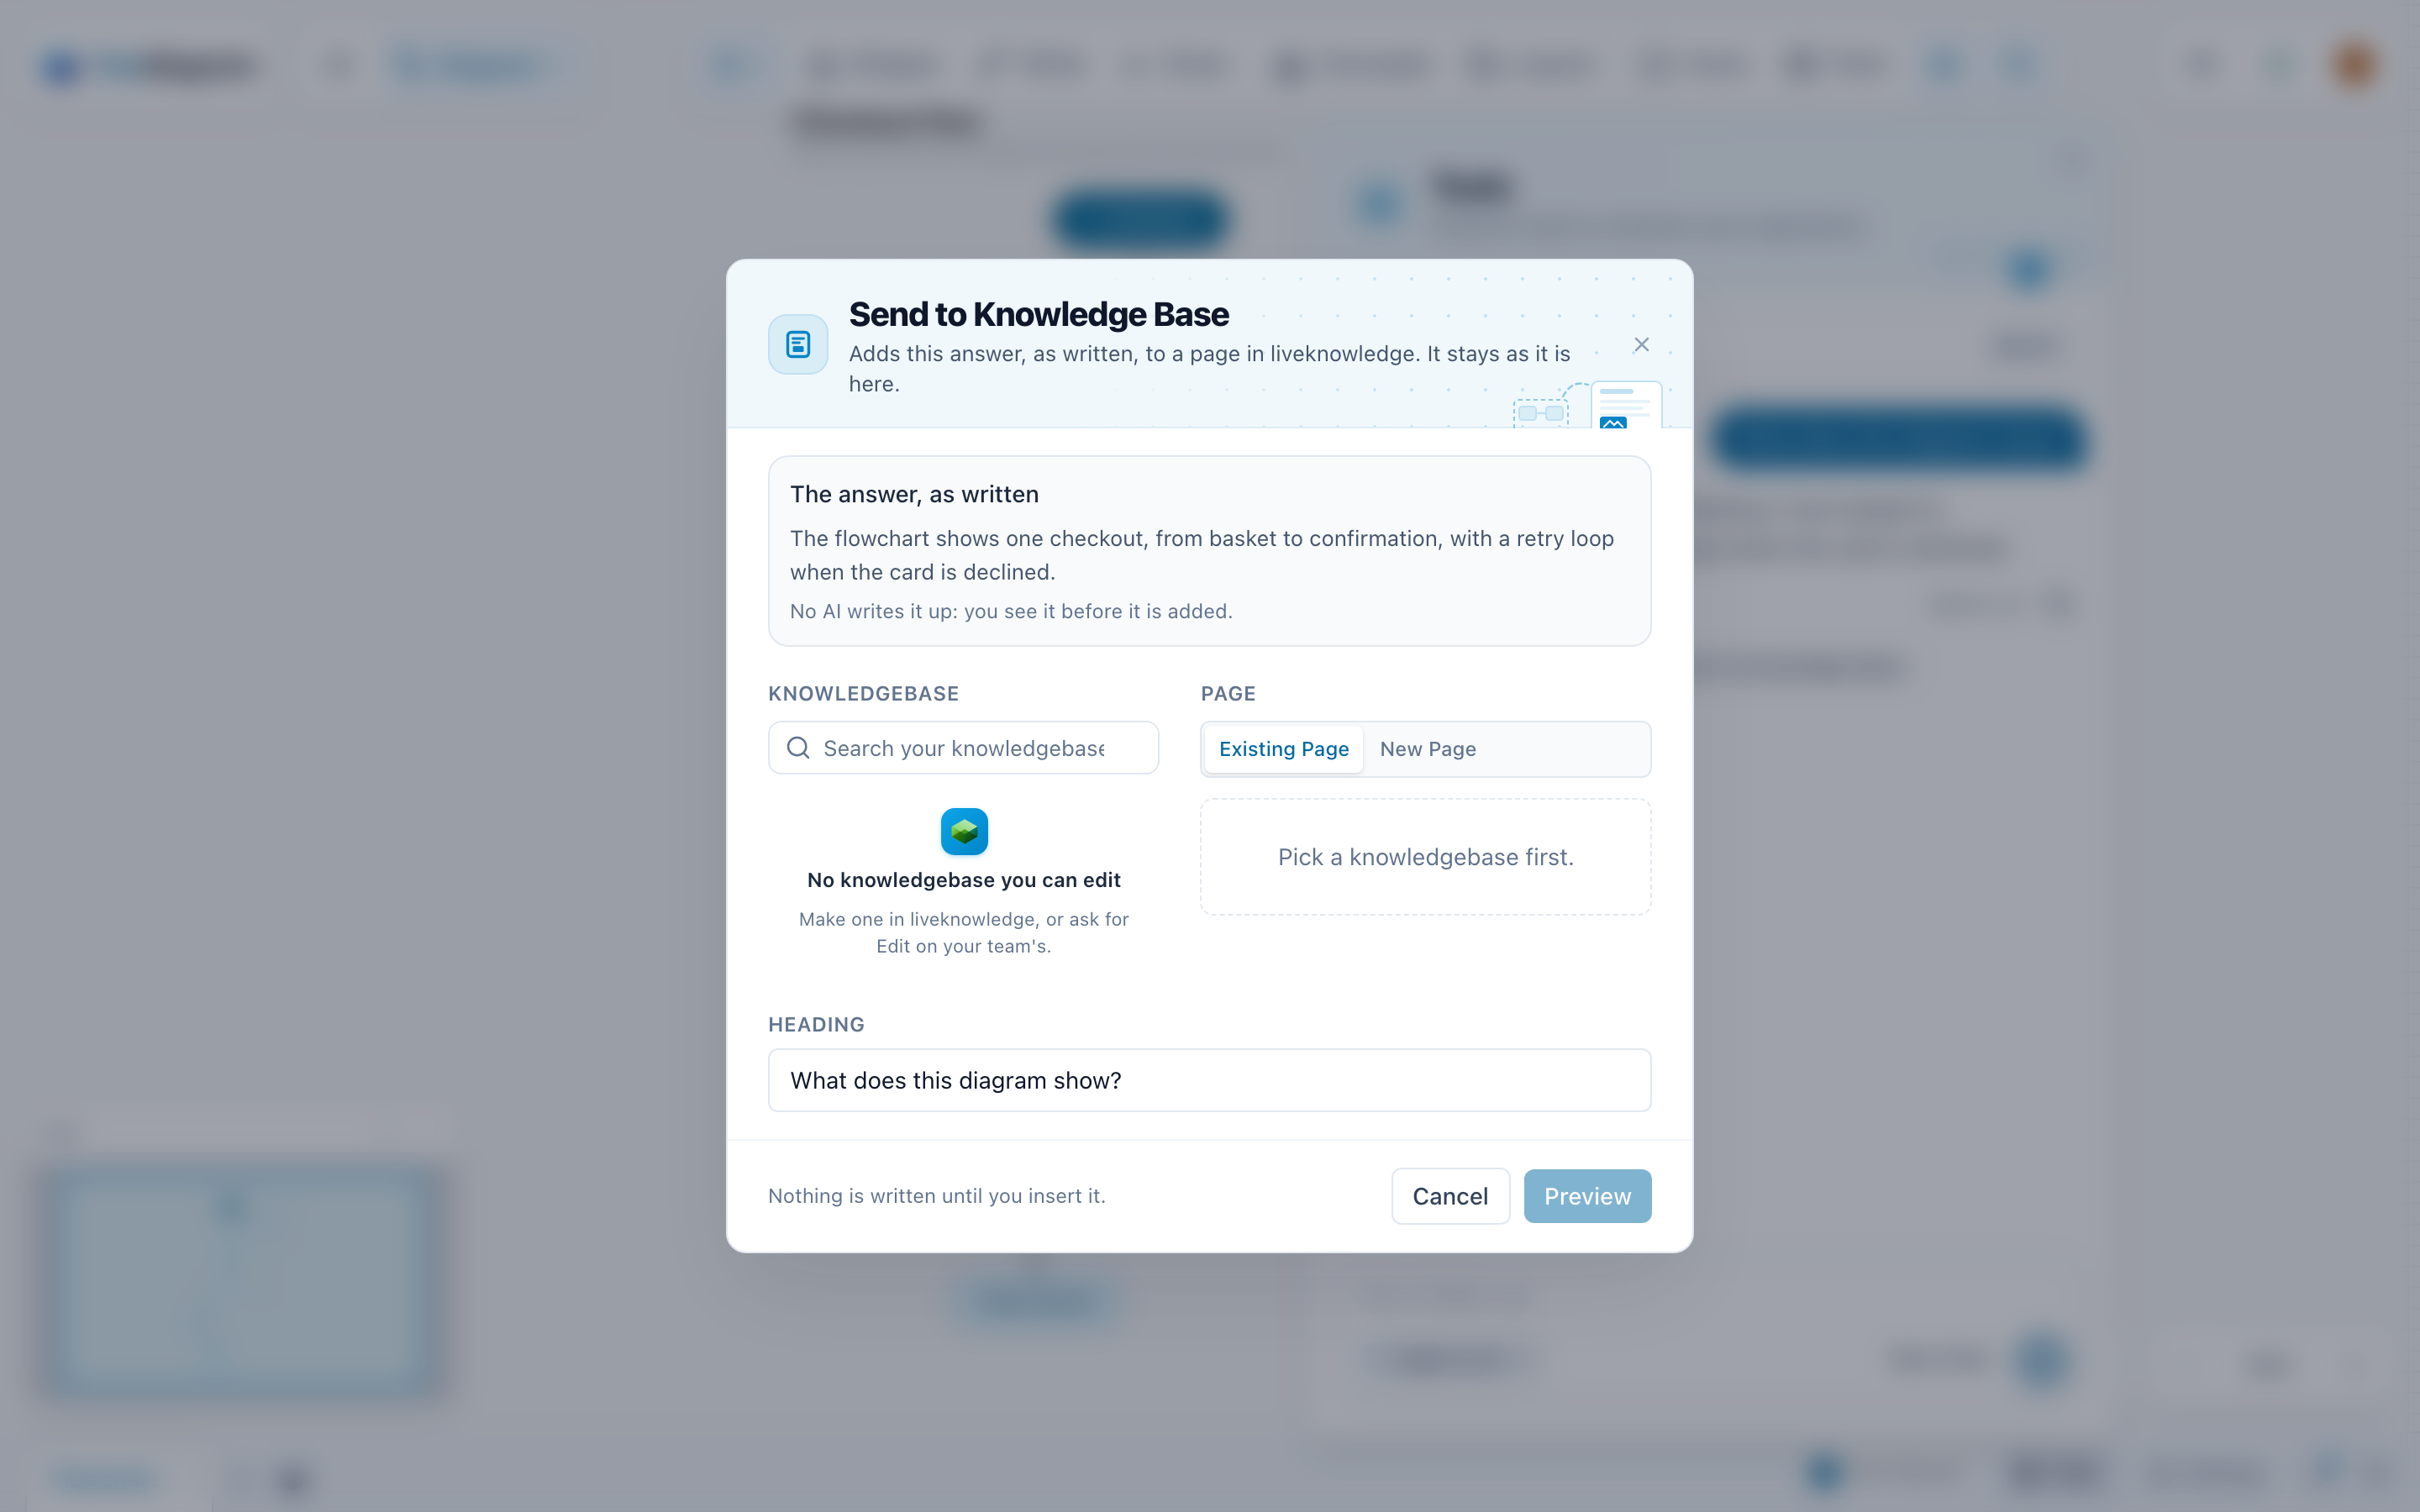 Send to Knowledge Base
Adds this answer, as written, to a page in liveknowledge. It stays as it is
here.
The answer, as written
The flowchart shows one checkout, from basket to confirmation, with a retry loop
when the card is declined.
No AI writes it up: you see it before it is added.
KNOWLEDGEBASE
Search your knowledgebase
No knowledgebase you can edit
Make one in liveknowledge, or ask for
Edit on your team's.
PAGE
Existing Page New Page
Pick a knowledgebase first.
HEADING
What does this diagram show?
Nothing is written until you insert it.
Cancel Preview